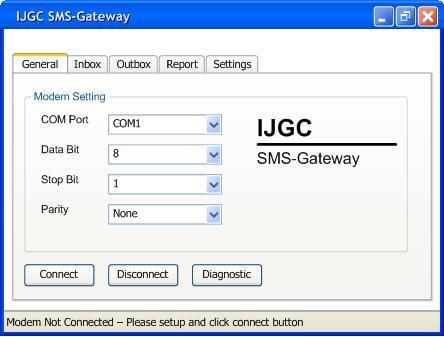 IJGC SMS-Gateway
General Inbox Outbox Report Settings
Modem Setting
COM Port COM1
Data Bit 8
Stop Bit 1
Parity None
IJGC
SMS-Gateway
Connect Disconnect Diagnostic
Modem Not Connected – Please setup and click connect button